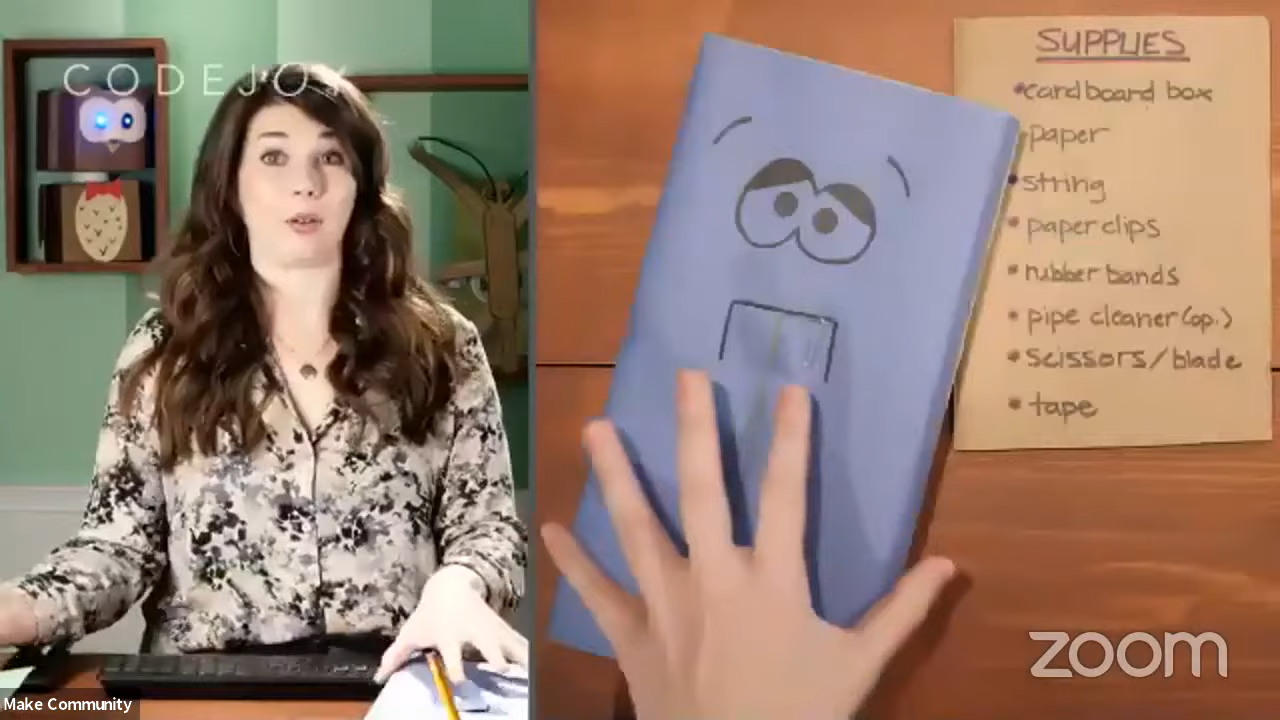 CODEJOY
SUPPLIES
•cardboard box
paper
•string
•paper clips
•rubber bands
•pipe cleaner (op.)
•scissors/blade
•tape
zoom
Make Community